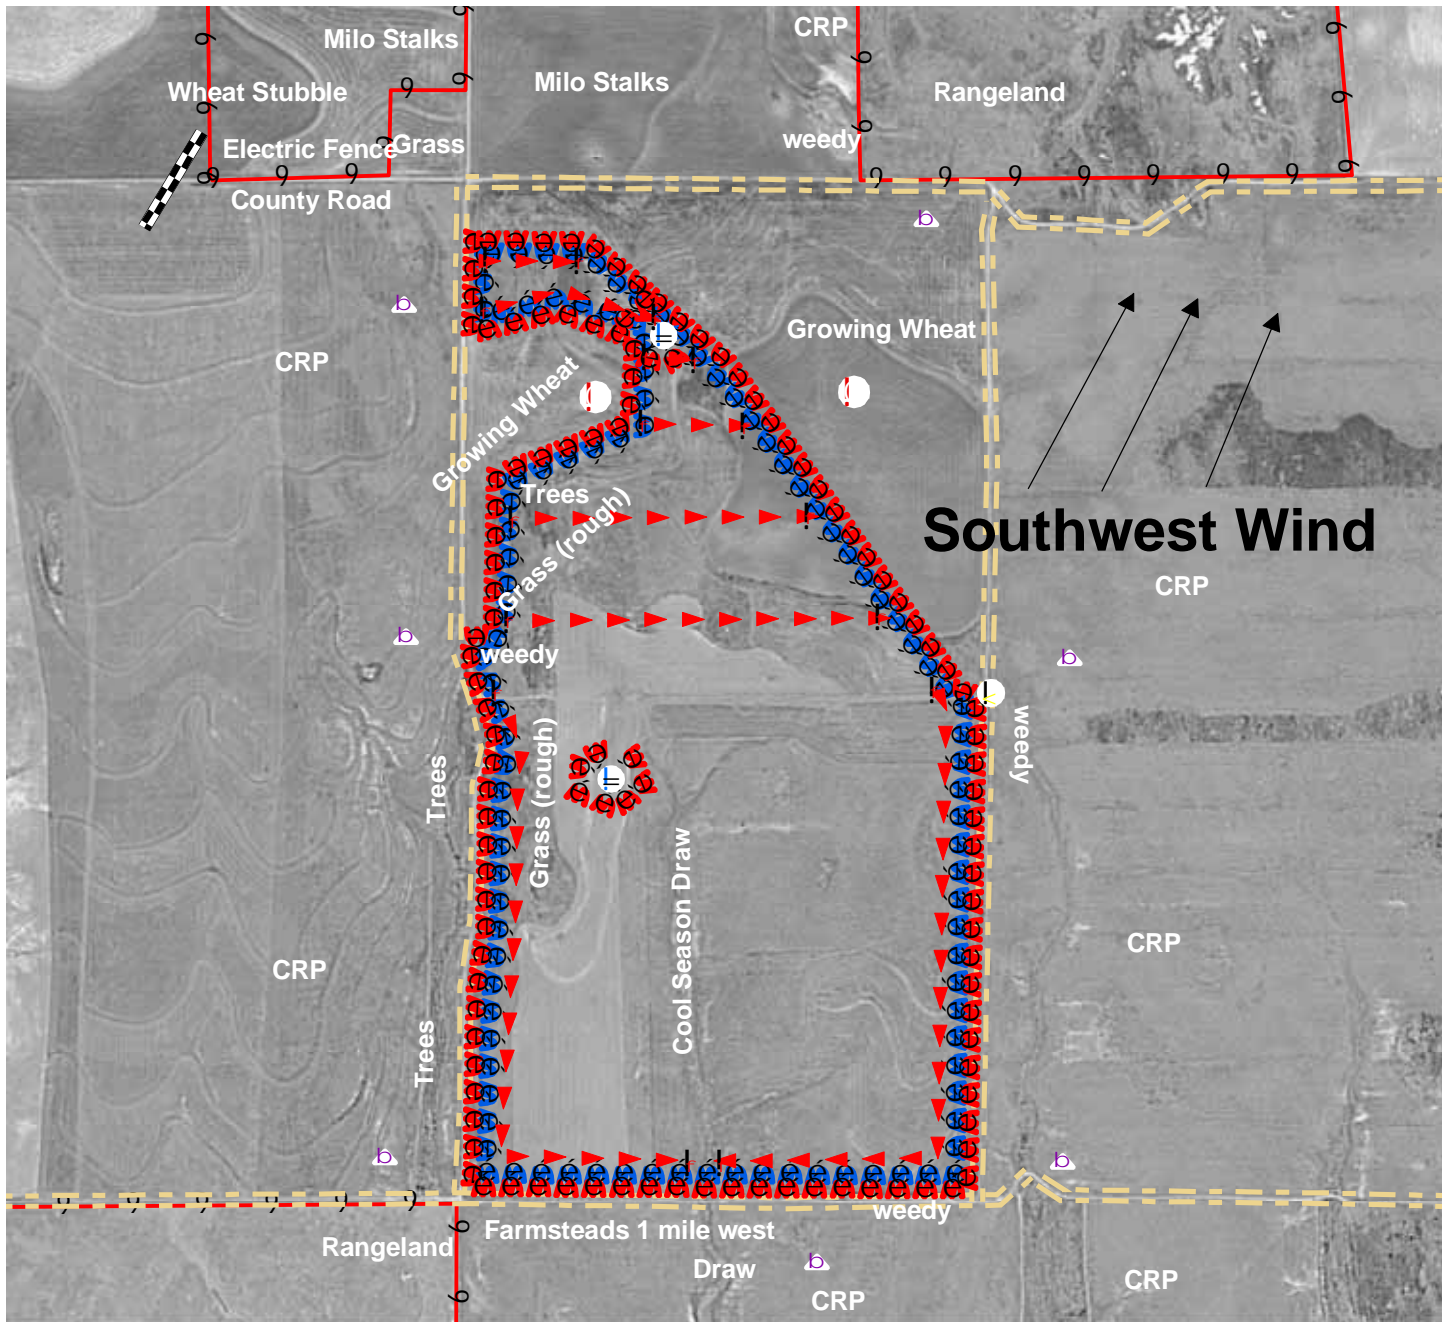 CRP
Milo Stalks
Milo Stalks
Wheat Stubble
Rangeland
weedy
Electric Fence
Grass
County Road
Growing Wheat
CRP
Growing Wheat
Trees
Southwest Wind
Grass (rough)
CRP
weedy
weedy
Trees
Grass (rough)
Cool Season Draw
CRP
CRP
Trees
weedy
Farmsteads 1 mile west
Rangeland
Draw
CRP
CRP